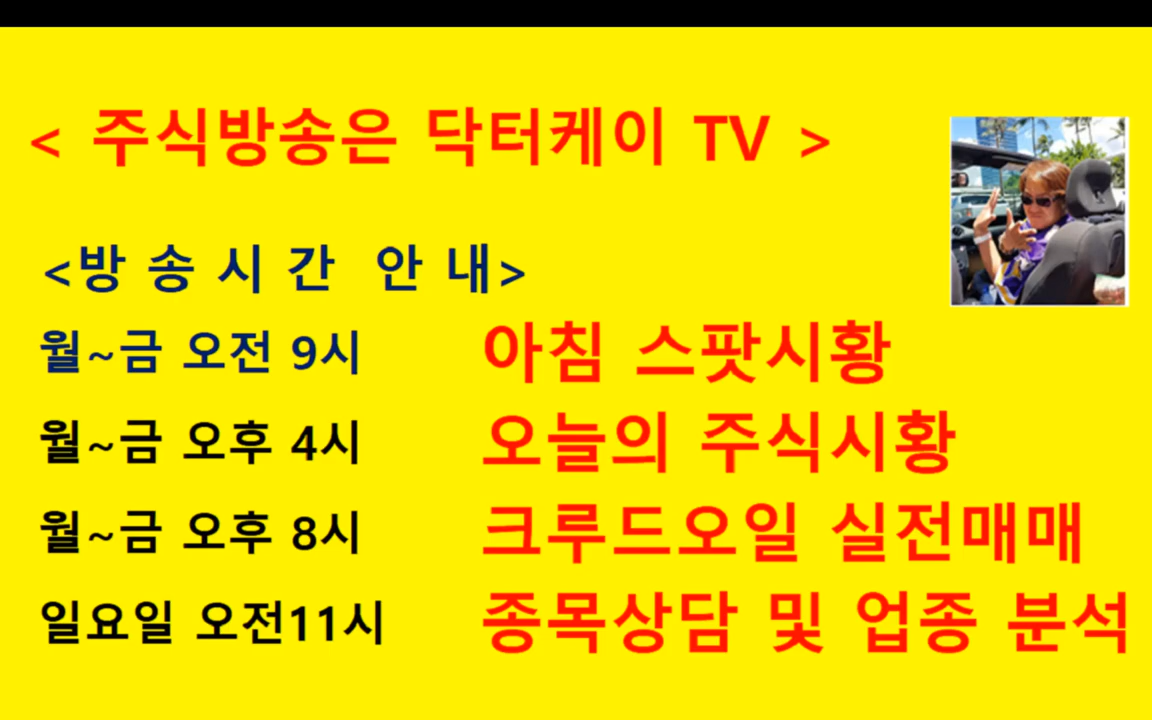 < 주식방송은 닥터케이 TV >
<방 송 시 간 안 내>
월~금 오전 9시 아침 스팟시황
월~금 오후 4시 오늘의 주식시황
월~금 오후 8시 크루드오일 실전매매
일요일 오전11시 종목상담 및 업종 분석